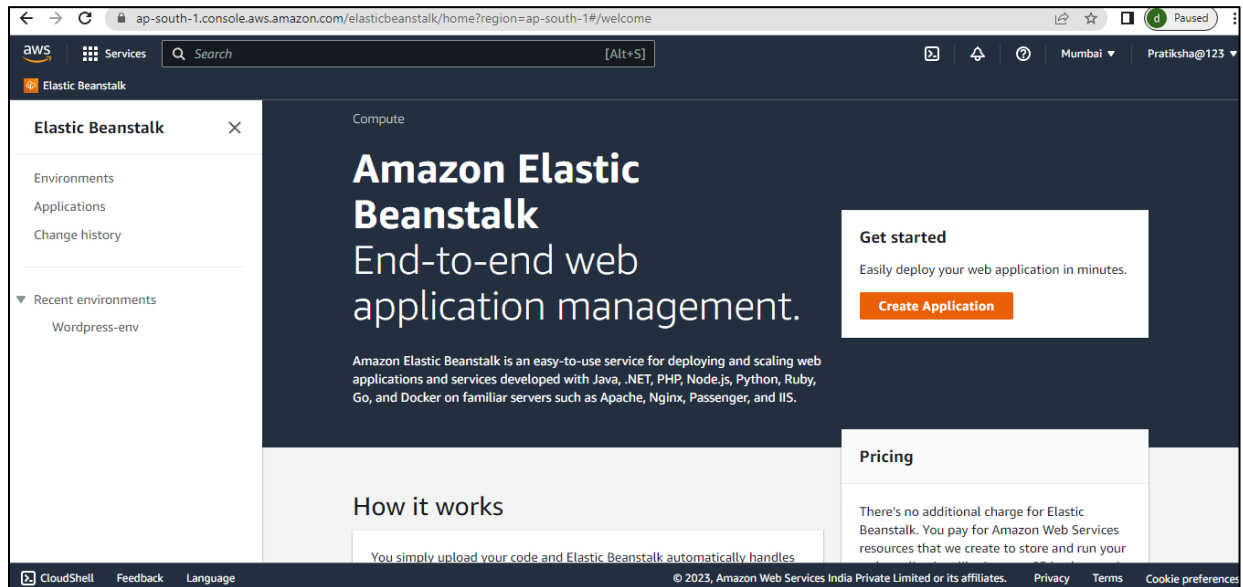 ap-south-1.console.aws.amazon.com/elasticbeanstalk/home?region=ap-south-1#/welcome
d Paused
aws Services Search [Alt+S] Mumbai Pratiksha@123
Elastic Beanstalk
Elastic Beanstalk
Environments
Applications
Change history
Recent environments
Wordpress-env
Compute
Amazon Elastic
Beanstalk
End-to-end web
application management.
Amazon Elastic Beanstalk is an easy-to-use service for deploying and scaling web
applications and services developed with Java, .NET, PHP, Node.js, Python, Ruby,
Go, and Docker on familiar servers such as Apache, Nginx, Passenger, and IIS.
Get started
Easily deploy your web application in minutes.
Create Application
Pricing
There's no additional charge for Elastic
Beanstalk. You pay for Amazon Web Services
resources that we create to store and run your
How it works
You simply upload your code and Elastic Beanstalk automatically handles
CloudShell Feedback Language © 2023, Amazon Web Services India Private Limited or its affiliates. Privacy Terms Cookie preferences